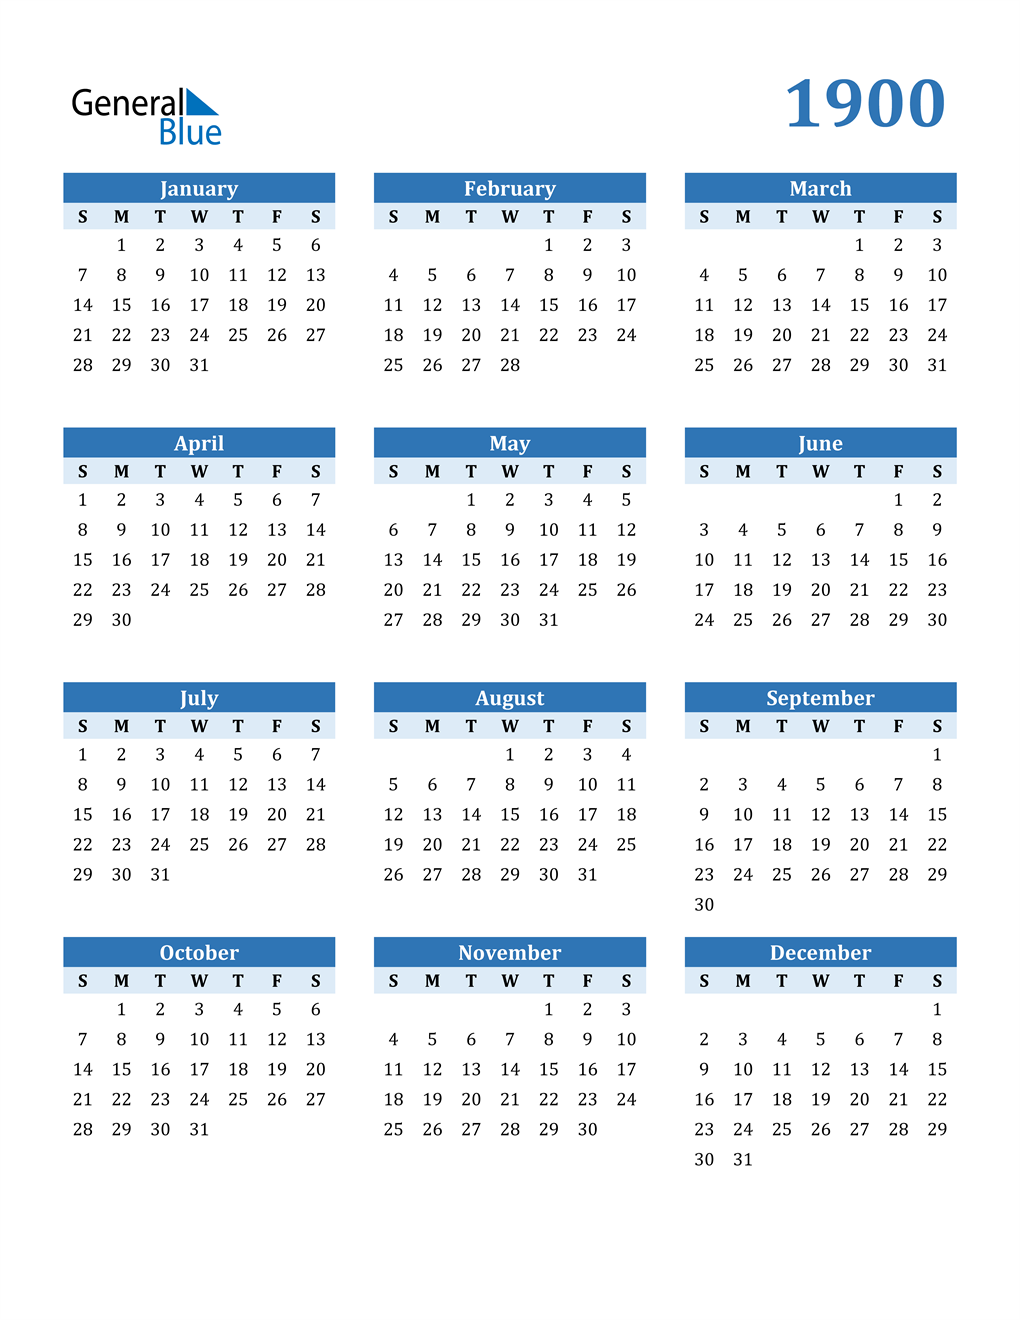 General
Blue
1900
January
S M T W T F S
1 2 3 4 5 6
7 8 9 10 11 12 13
14 15 16 17 18 19 20
21 22 23 24 25 26 27
28 29 30 31
February
S M T W T F S
1 2 3
4 5 6 7 8 9 10
11 12 13 14 15 16 17
18 19 20 21 22 23 24
25 26 27 28
March
S M T W T F S
1 2 3
4 5 6 7 8 9 10
11 12 13 14 15 16 17
18 19 20 21 22 23 24
25 26 27 28 29 30 31
April
S M T W T F S
1 2 3 4 5 6 7
8 9 10 11 12 13 14
15 16 17 18 19 20 21
22 23 24 25 26 27 28
29 30
May
S M T W T F S
1 2 3 4 5
6 7 8 9 10 11 12
13 14 15 16 17 18 19
20 21 22 23 24 25 26
27 28 29 30 31
June
S M T W T F S
1 2
3 4 5 6 7 8 9
10 11 12 13 14 15 16
17 18 19 20 21 22 23
24 25 26 27 28 29 30
July
S M T W T F S
1 2 3 4 5 6 7
8 9 10 11 12 13 14
15 16 17 18 19 20 21
22 23 24 25 26 27 28
29 30 31
August
S M T W T F S
1 2 3 4
5 6 7 8 9 10 11
12 13 14 15 16 17 18
19 20 21 22 23 24 25
26 27 28 29 30 31
September
S M T W T F S
1
2 3 4 5 6 7 8
9 10 11 12 13 14 15
16 17 18 19 20 21 22
23 24 25 26 27 28 29
30
October
S M T W T F S
1 2 3 4 5 6
7 8 9 10 11 12 13
14 15 16 17 18 19 20
21 22 23 24 25 26 27
28 29 30 31
November
S M T W T F S
1 2 3
4 5 6 7 8 9 10
11 12 13 14 15 16 17
18 19 20 21 22 23 24
25 26 27 28 29 30
December
S M T W T F S
1
2 3 4 5 6 7 8
9 10 11 12 13 14 15
16 17 18 19 20 21 22
23 24 25 26 27 28 29
30 31